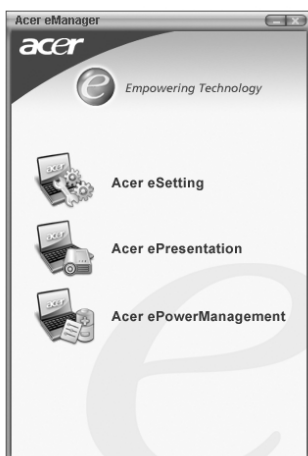 Acer eManager
acer
e Empowering Technology
Acer eSetting
Acer ePresentation
Acer ePowerManagement